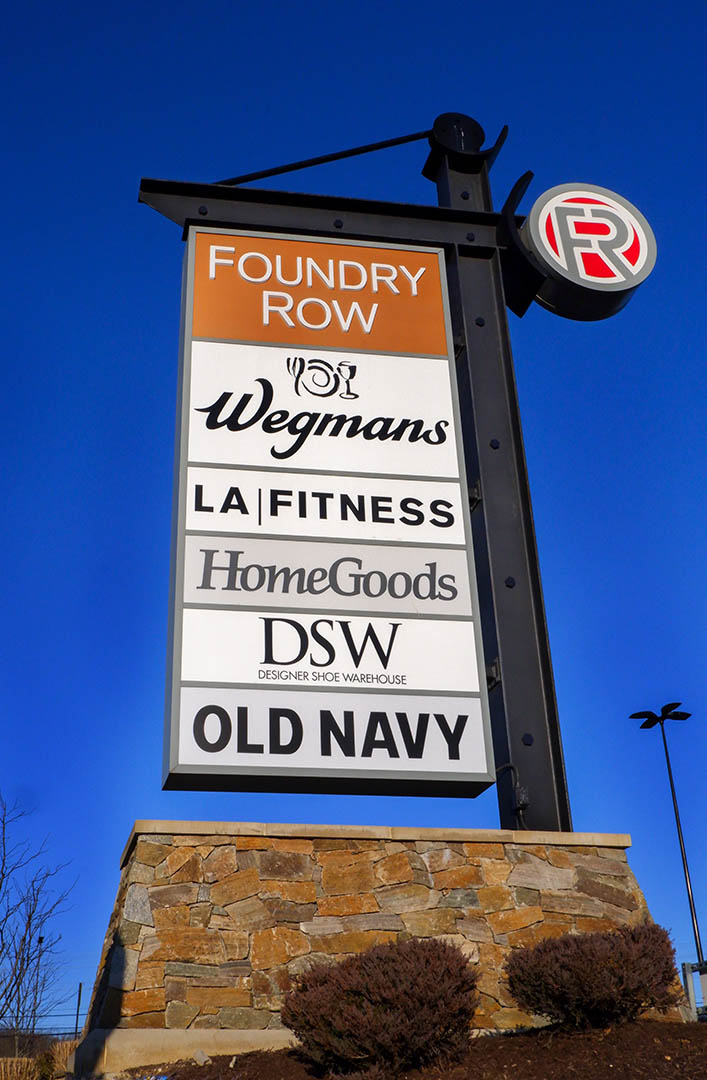 FOUNDRY
ROW
FR
Wegmans
LA|FITNESS
HomeGoods
DSW
DESIGNER SHOE WAREHOUSE
OLD NAVY